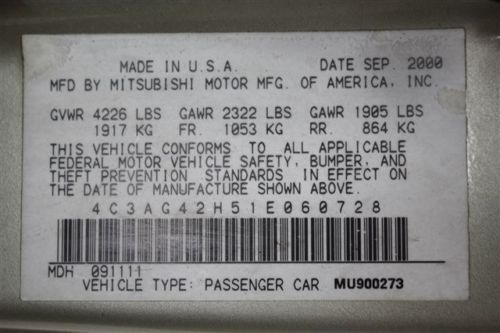 MADE IN U.S.A. DATE SEP. 2000
MFD BY MITSUBISHI MOTOR MFG. OF AMERICA, INC.
GVWR 4226 LBS GAWR 2322 LBS GAWR 1905 LBS
1917 KG FR. 1053 KG RR. 864 KG
THIS VEHICLE CONFORMS TO ALL APPLICABLE
FEDERAL MOTOR VEHICLE SAFETY, BUMPER, AND
THEFT PREVENTION STANDARDS IN EFFECT ON
THE DATE OF MANUFACTURE SHOWN ABOVE.
4C3AG42H51E060728
MDH 091111
VEHICLE TYPE: PASSENGER CAR MU900273